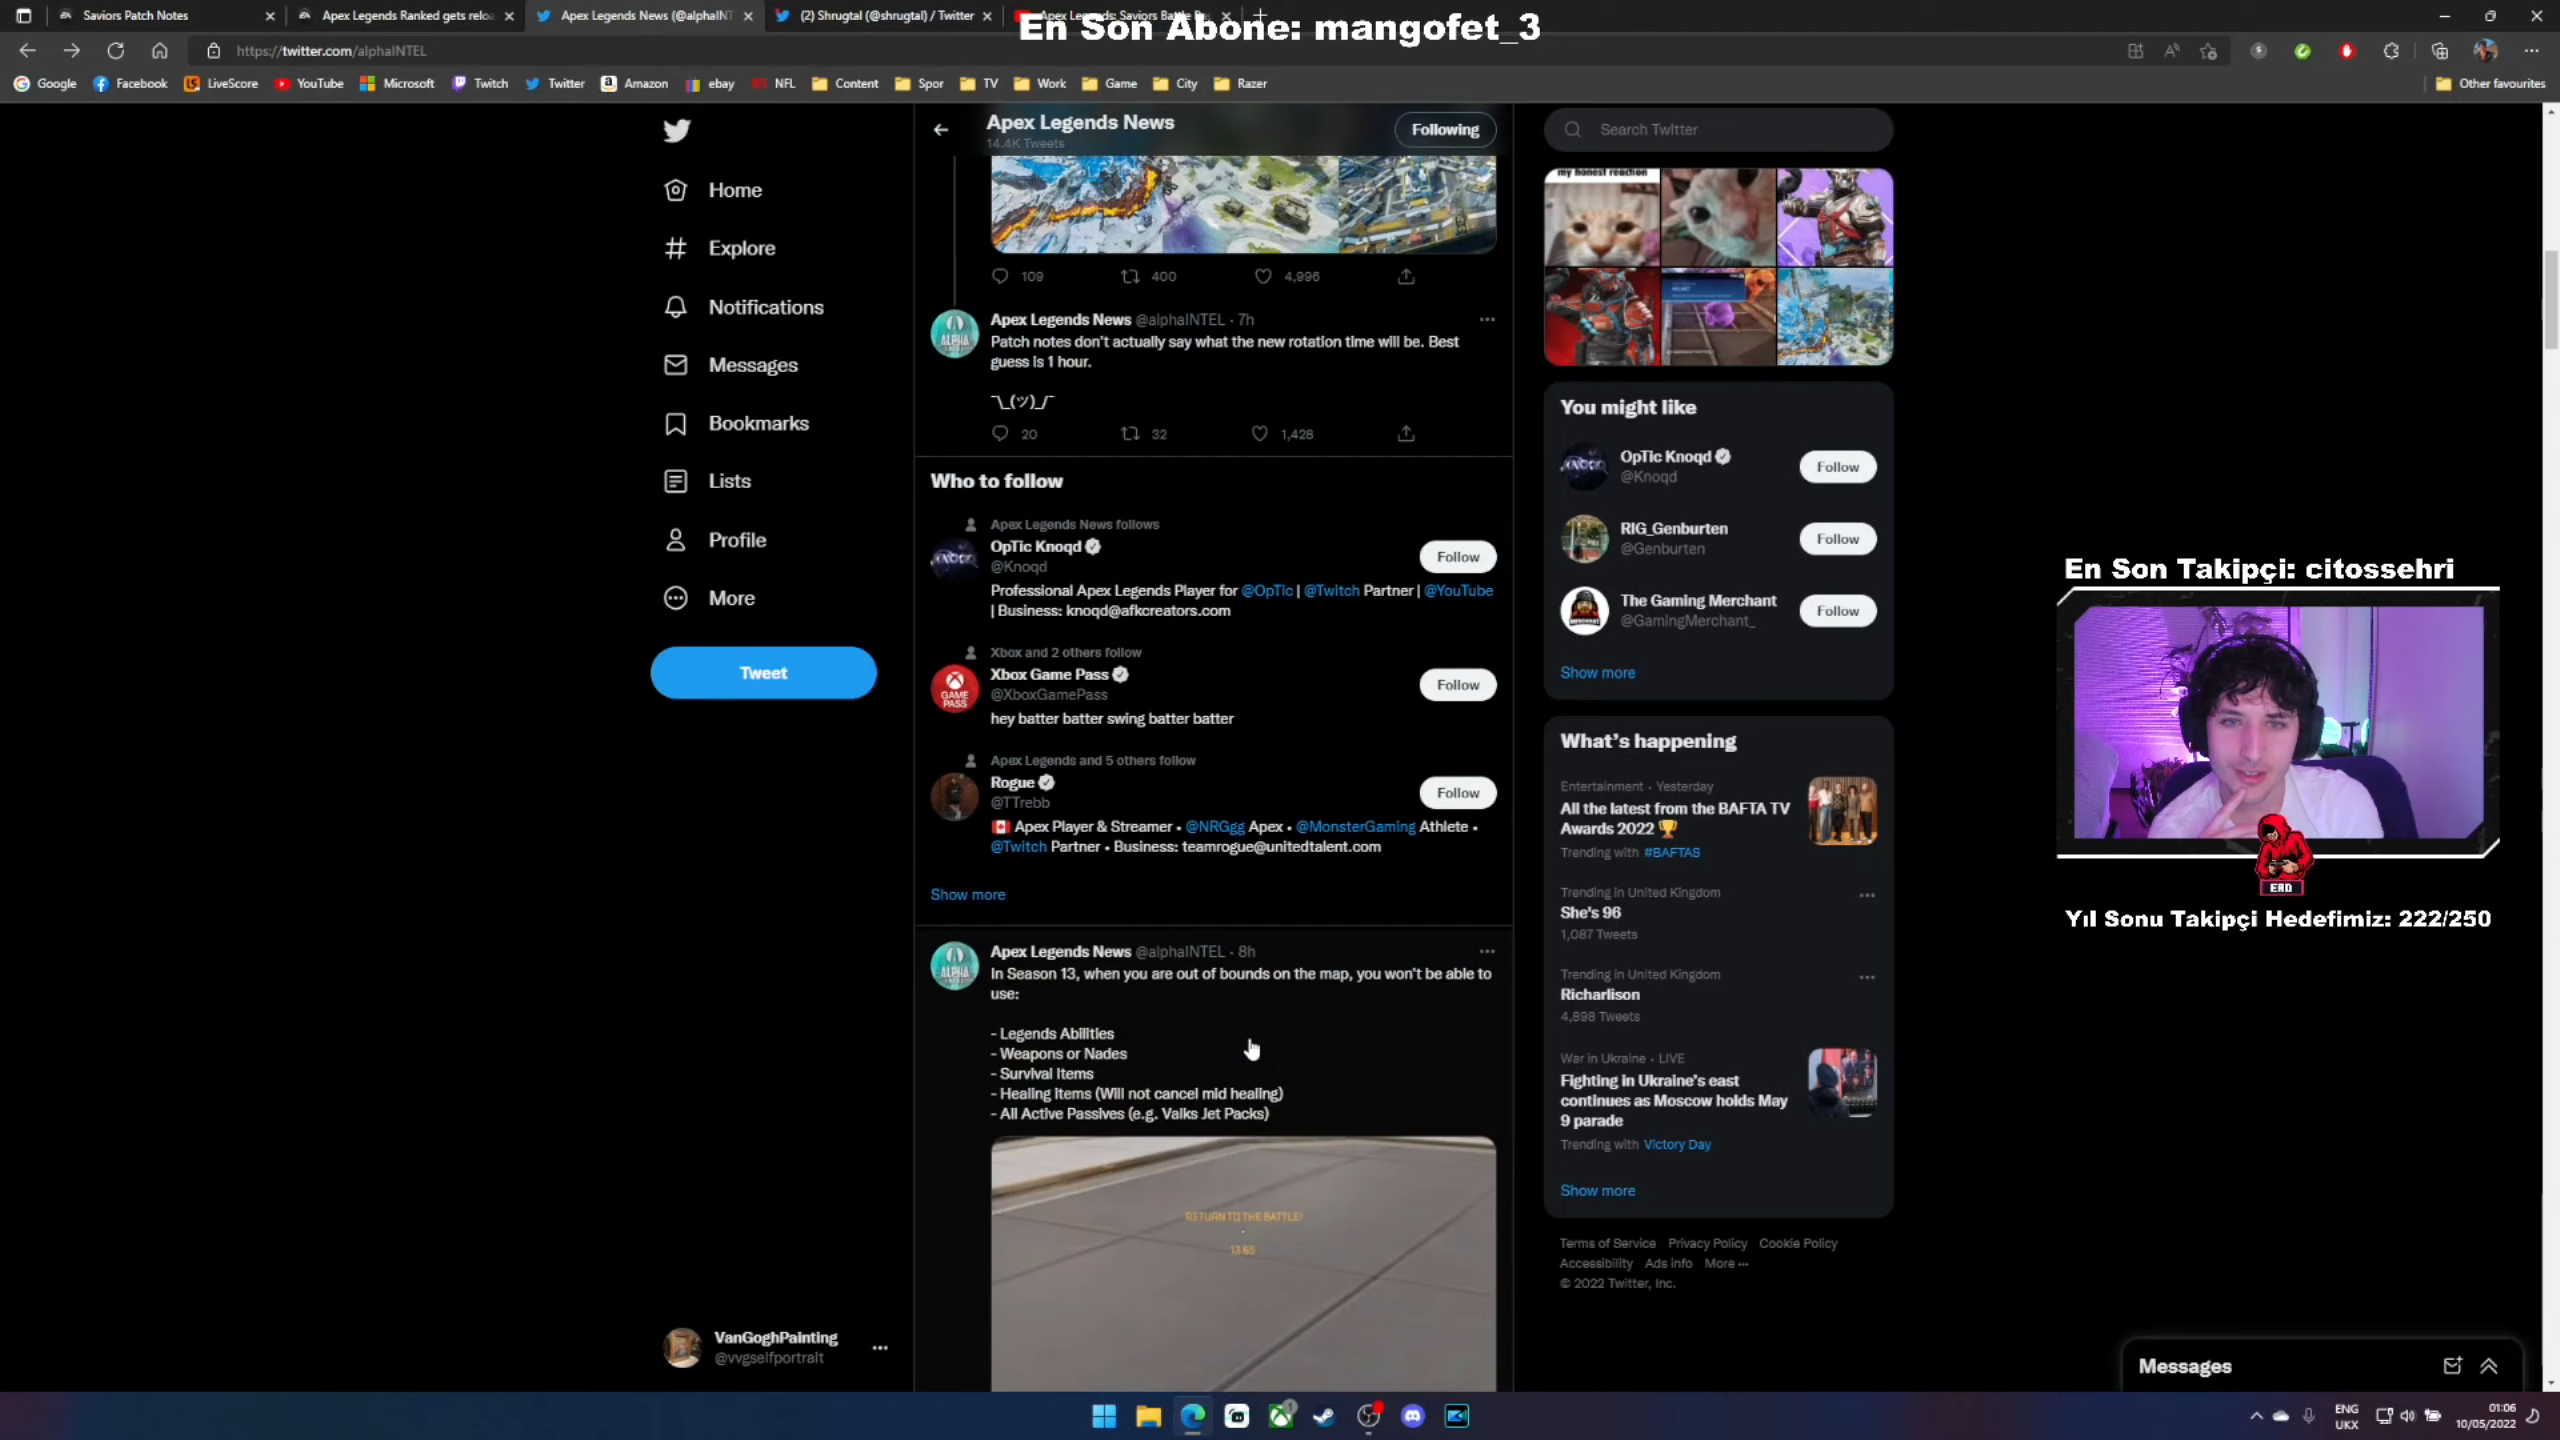 Saviors Patch Notes
Apex Legends Ranked gets reloa
Apex Legends News (@alphaINT
(2) Shrugtal (@shrugtal) / Twitter
Apex Legends: Saviors Battle Pa
En Son Abone: mangofet_3
https://twitter.com/alphaINTEL
Google
Facebook
LiveScore
YouTube
Microsoft
Twitch
Twitter
Amazon
ebay
NFL
Content
Spor
TV
Work
Game
City
Razer
Other favourites
Home
Explore
Notifications
Messages
Bookmarks
Lists
Profile
More
Tweet
VanGoghPainting
@vvgselfportrait
Apex Legends News
14.4K Tweets
Following
109
400
4,996
Apex Legends News @alphaINTEL · 7h
Patch notes don't actually say what the new rotation time will be. Best
guess is 1 hour.
¯\_(ツ)_/¯
20
32
1,428
Who to follow
Apex Legends News follows
OpTic Knoqd
@Knoqd
Follow
Professional Apex Legends Player for @OpTic | @Twitch Partner | @YouTube
| Business: knoqd@afkcreators.com
Xbox and 2 others follow
Xbox Game Pass
@XboxGamePass
Follow
GAME
PASS
hey batter batter swing batter batter
Apex Legends and 5 others follow
Rogue
@TTrebb
Follow
Apex Player & Streamer • @NRGgg Apex • @MonsterGaming Athlete •
@Twitch Partner • Business: teamrogue@unitedtalent.com
Show more
Apex Legends News @alphaINTEL · 8h
In Season 13, when you are out of bounds on the map, you won't be able to
use:
- Legends Abilities
- Weapons or Nades
- Survival Items
- Healing items (Will not cancel mid healing)
- All Active Passives (e.g. Valks Jet Packs)
RETURN TO THE BATTLE!
13.65
Search Twitter
my honest reaction
You might like
OpTic Knoqd
@Knoqd
Follow
RIG_Genburten
@Genburten
Follow
The Gaming Merchant
@GamingMerchant_
Follow
Show more
What's happening
Entertainment · Yesterday
All the latest from the BAFTA TV
Awards 2022 🏆
Trending with #BAFTAS
Trending in United Kingdom
She's 96
1,087 Tweets
Trending in United Kingdom
Richarlison
4,898 Tweets
War in Ukraine · LIVE
Fighting in Ukraine's east
continues as Moscow holds May
9 parade
Trending with Victory Day
Show more
Terms of Service Privacy Policy Cookie Policy
Accessibility Ads info More ···
© 2022 Twitter, Inc.
En Son Takipçi: citossehri
ERD
Yıl Sonu Takipçi Hedefimiz: 222/250
Messages
ENG
UKX
01:06
10/05/2022